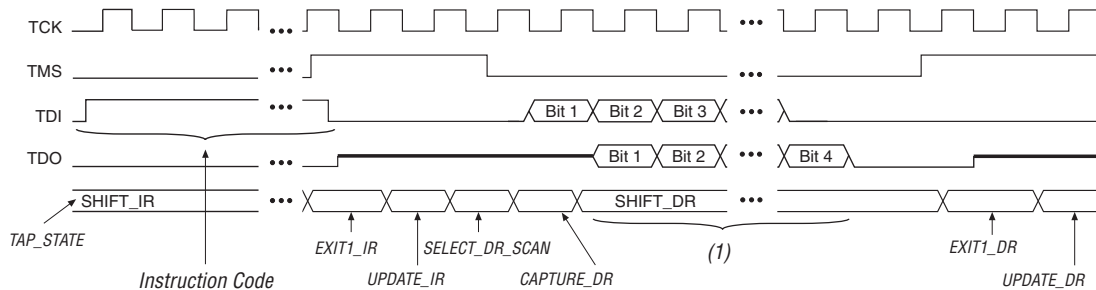 TCK
TMS
TDI Bit 1 Bit 2 Bit 3
TDO Bit 1 Bit 2 Bit 4
SHIFT_IR SHIFT_DR
TAP_STATE
EXIT1_IR SELECT_DR_SCAN (1) EXIT1_DR
Instruction Code UPDATE_IR CAPTURE_DR UPDATE_DR